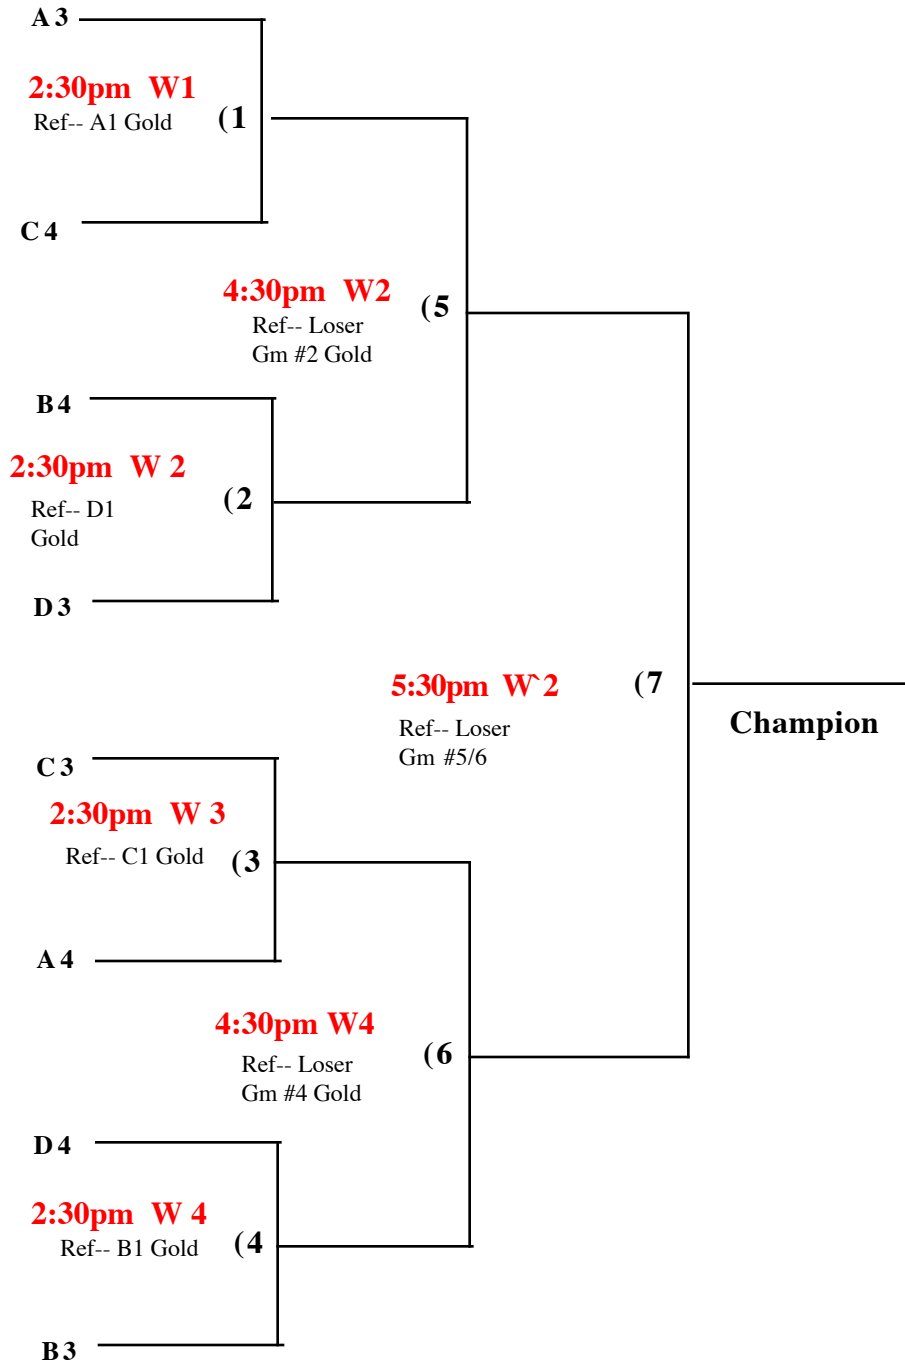 A 3
2:30pm W1
Ref-- A1 Gold
(1
C 4
4:30pm W2
(5
Ref-- Loser
Gm #2 Gold
B 4
2:30pm W 2
(2
Ref-- D1
Gold
D 3
5:30pm W`2
(7
Ref-- Loser
Gm #5/6
Champion
C 3
2:30pm W 3
Ref-- C1 Gold
(3
A 4
4:30pm W4
(6
Ref-- Loser
Gm #4 Gold
D 4
2:30pm W 4
Ref-- B1 Gold
(4
B 3